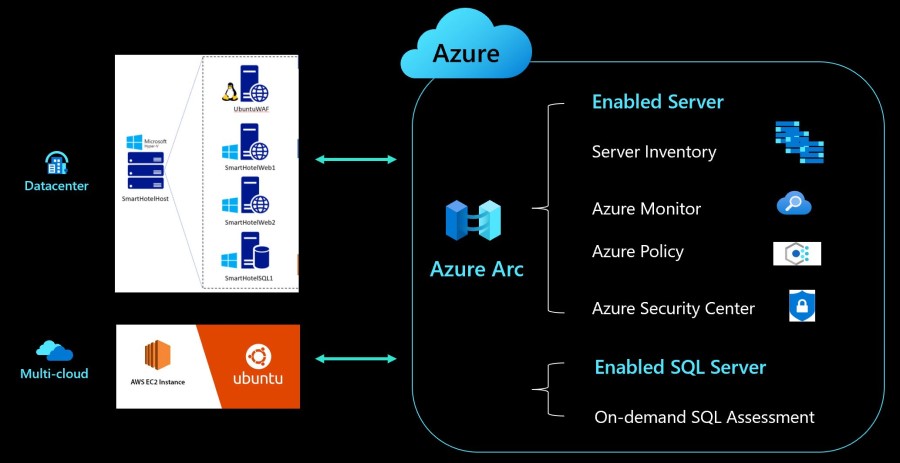 Azure
UbuntuWAF
Microsoft
Hyper-V
SmartHotelHost
SmartHotelWeb1
SmartHotelWeb2
SmartHotelSQL1
Datacenter
Multi-cloud
AWS EC2 Instance
ubuntu
Azure Arc
Enabled Server
Server Inventory
Azure Monitor
Azure Policy
Azure Security Center
Enabled SQL Server
On-demand SQL Assessment